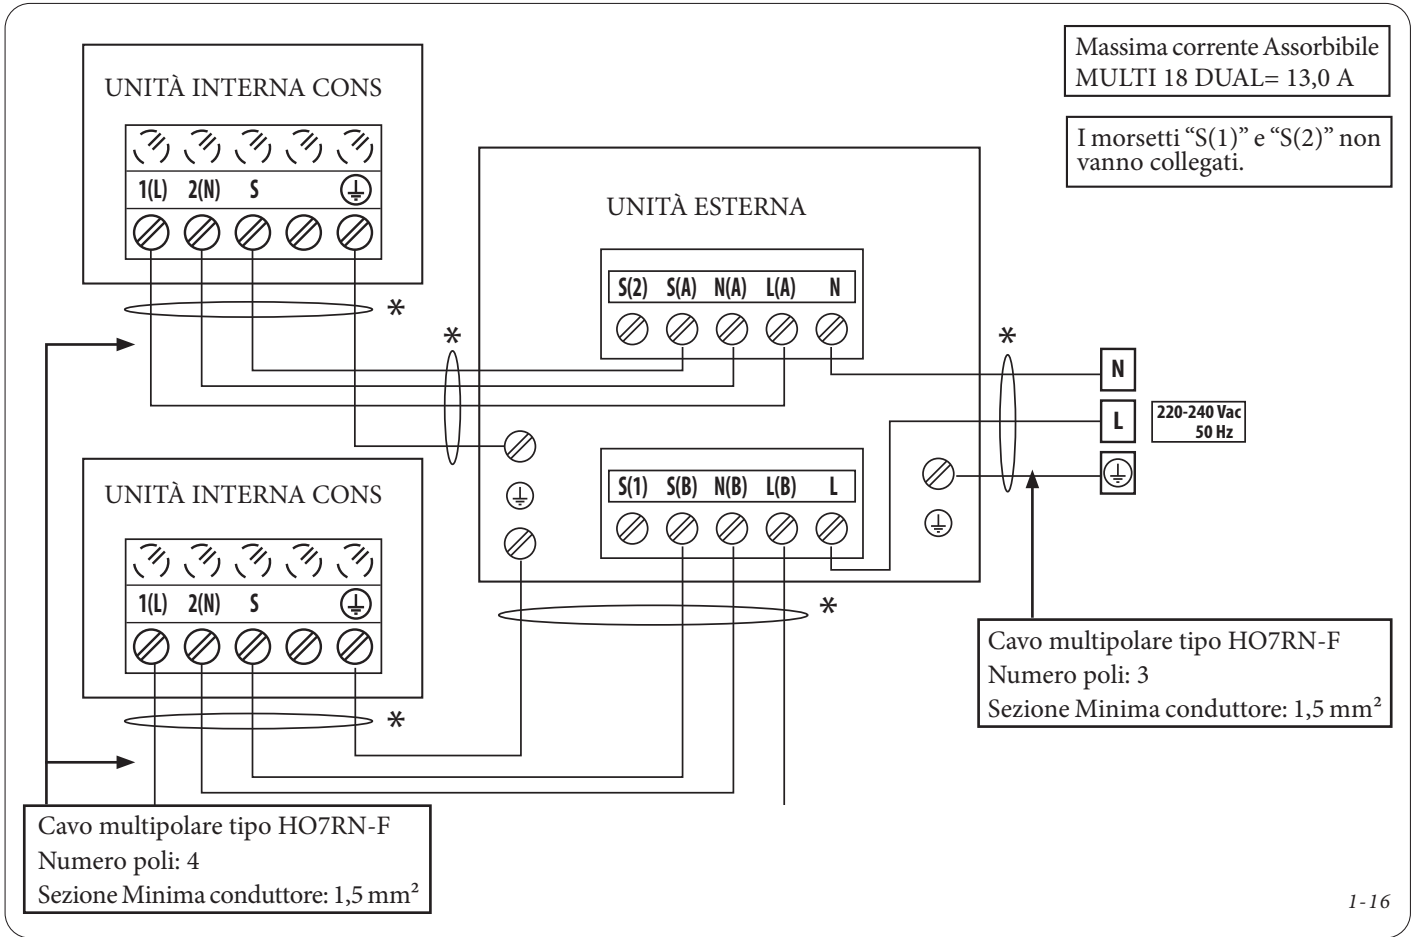 Massima corrente Assorbibile
MULTI 18 DUAL= 13,0 A
I morsetti “S(1)” e “S(2)” non
vanno collegati.
UNITÀ INTERNA CONS
1(L) 2(N) S
*
UNITÀ ESTERNA
S(2) S(A) N(A) L(A) N
*
*
N
L
220-240 Vac
50 Hz
S(1) S(B) N(B) L(B) L
*
UNITÀ INTERNA CONS
1(L) 2(N) S
*
Cavo multipolare tipo HO7RN-F
Numero poli: 3
Sezione Minima conduttore: 1,5 mm²
Cavo multipolare tipo HO7RN-F
Numero poli: 4
Sezione Minima conduttore: 1,5 mm²
1-16